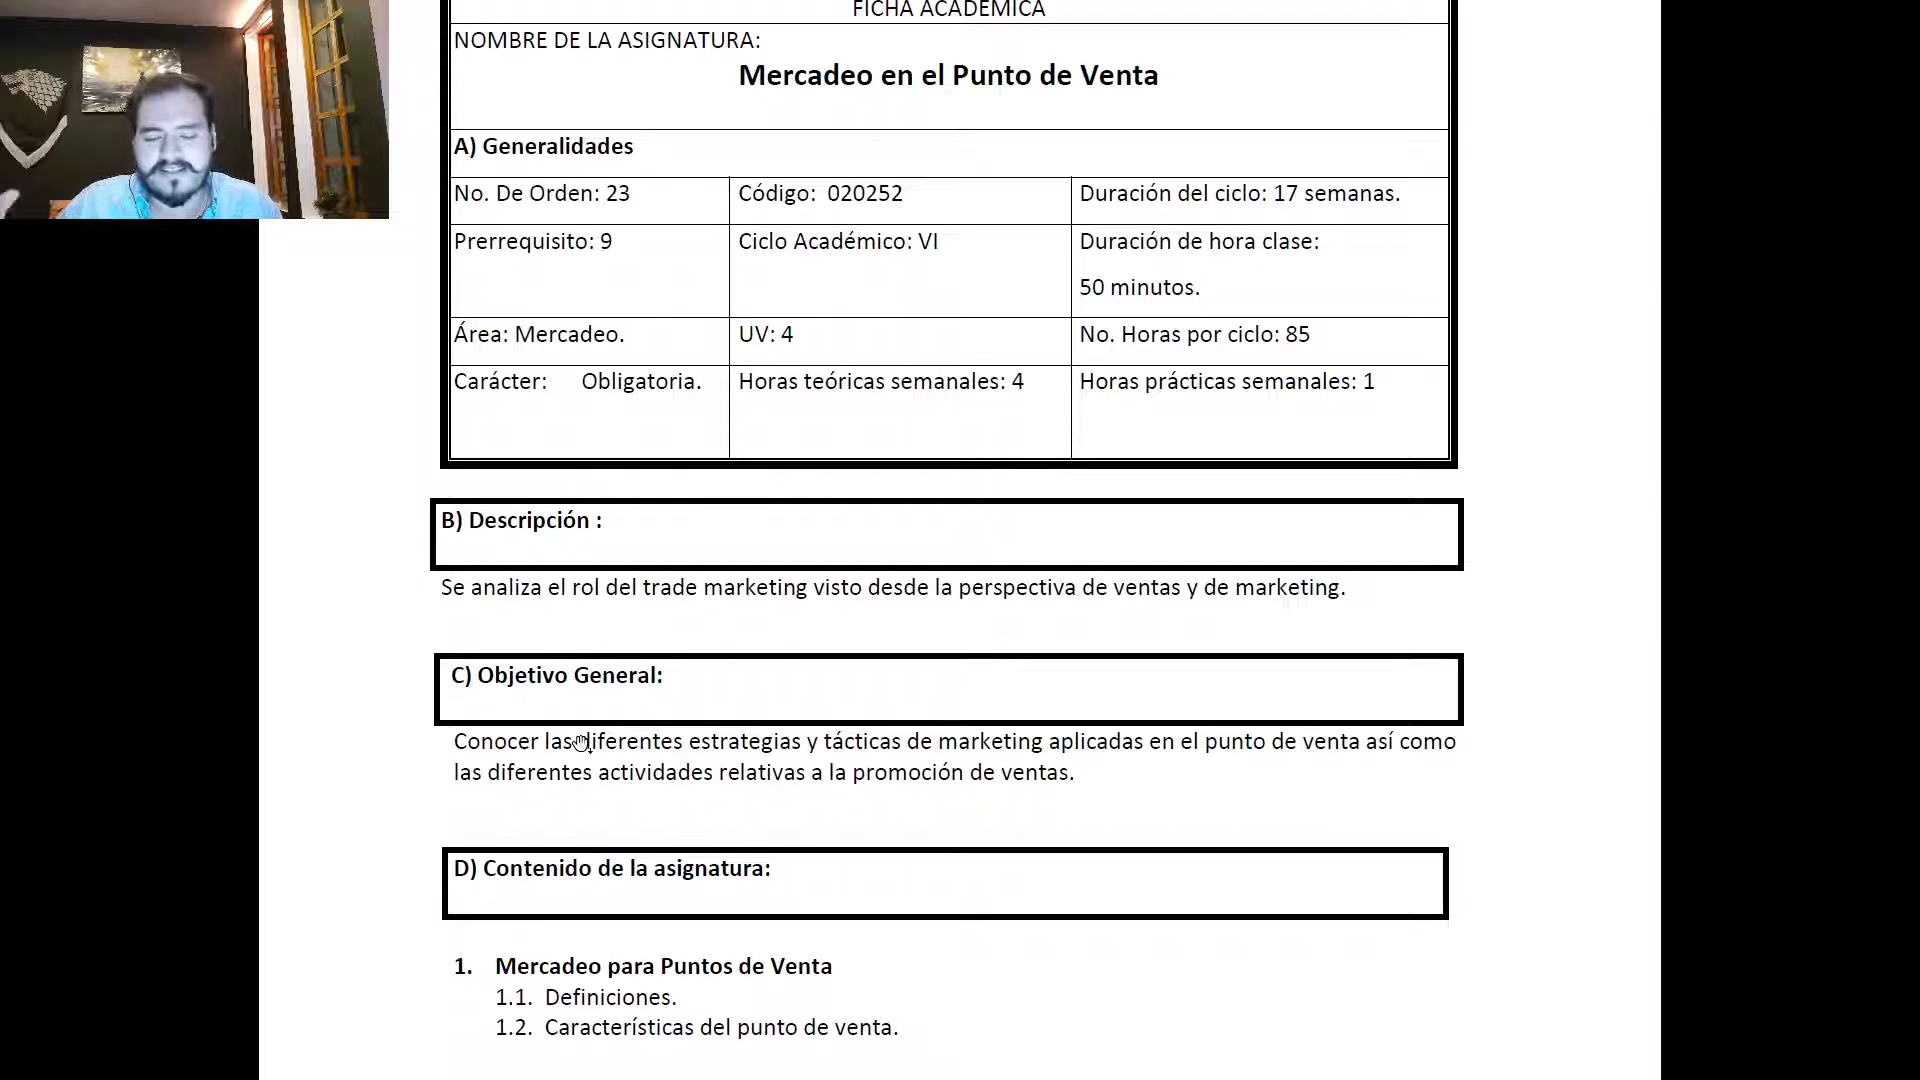 FICHA ACADÉMICA
NOMBRE DE LA ASIGNATURA:
Mercadeo en el Punto de Venta
A) Generalidades
No. De Orden: 23
Código: 020252
Duración del ciclo: 17 semanas.
Prerrequisito: 9
Ciclo Académico: VI
Duración de hora clase:
50 minutos.
Área: Mercadeo.
UV: 4
No. Horas por ciclo: 85
Carácter: Obligatoria.
Horas teóricas semanales: 4
Horas prácticas semanales: 1
B) Descripción :
Se analiza el rol del trade marketing visto desde la perspectiva de ventas y de marketing.
C) Objetivo General:
Conocer las diferentes estrategias y tácticas de marketing aplicadas en el punto de venta así como
las diferentes actividades relativas a la promoción de ventas.
D) Contenido de la asignatura:
1. Mercadeo para Puntos de Venta
1.1. Definiciones.
1.2. Características del punto de venta.